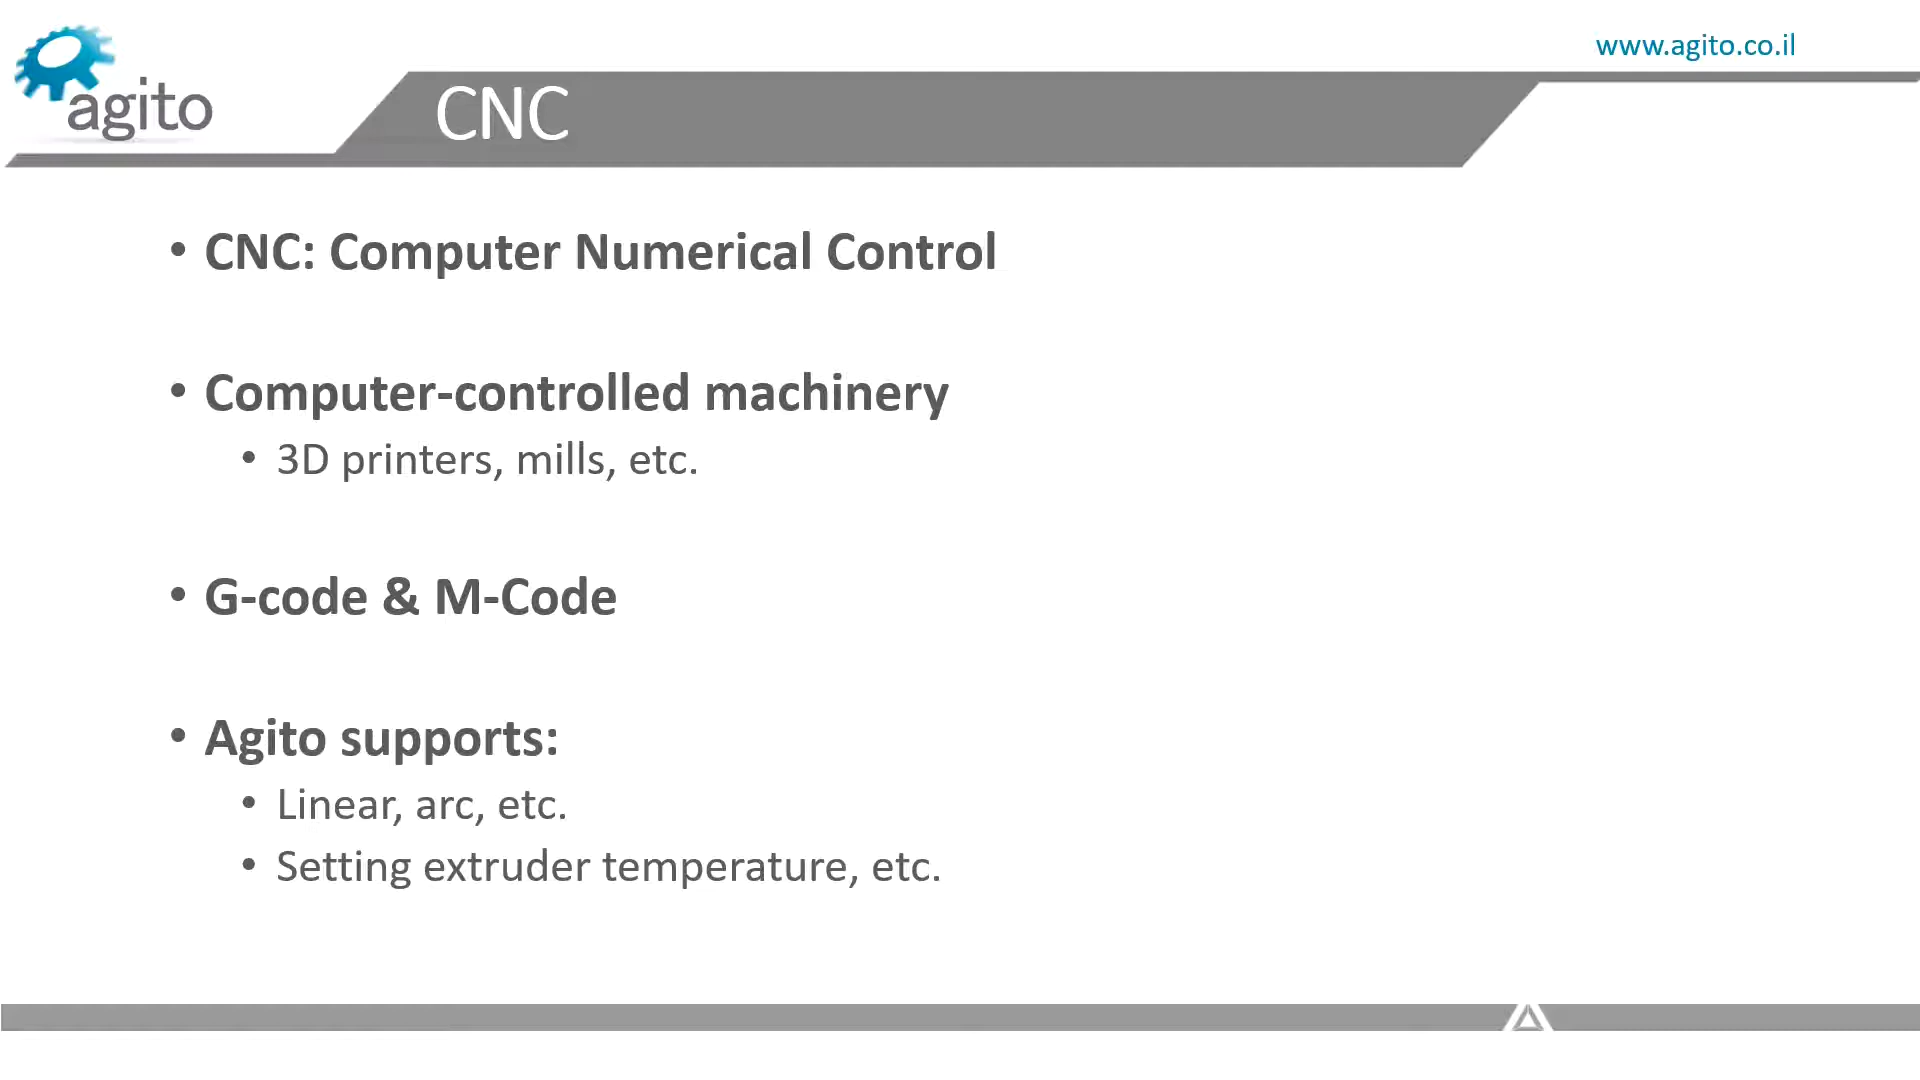 www.agito.co.il
agito
CNC
• CNC: Computer Numerical Control
• Computer-controlled machinery
• 3D printers, mills, etc.
• G-code & M-Code
• Agito supports:
• Linear, arc, etc.
• Setting extruder temperature, etc.